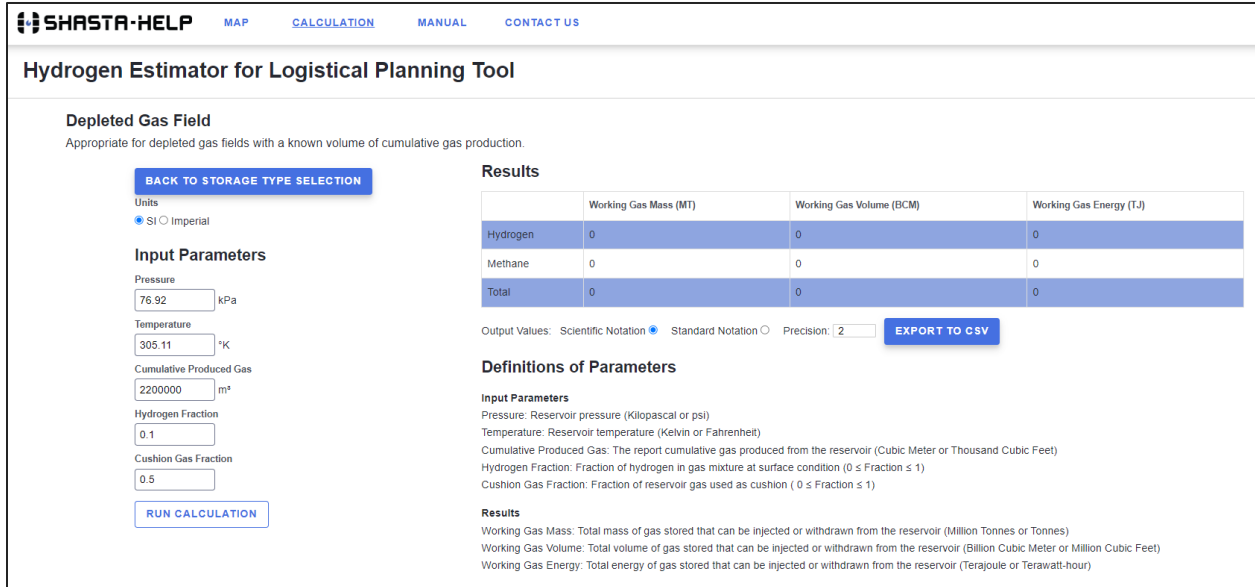 SHASTA-HELP MAP CALCULATION MANUAL CONTACT US
Hydrogen Estimator for Logistical Planning Tool
Depleted Gas Field
Appropriate for depleted gas fields with a known volume of cumulative gas production.
BACK TO STORAGE TYPE SELECTION
Units
SI Imperial
Input Parameters
Pressure
76.92 kPa
Temperature
305.11 °K
Cumulative Produced Gas
2200000 m³
Hydrogen Fraction
0.1
Cushion Gas Fraction
0.5
RUN CALCULATION
Results
Working Gas Mass (MT) Working Gas Volume (BCM) Working Gas Energy (TJ)
Hydrogen 0 0 0
Methane 0 0 0
Total 0 0 0
Output Values: Scientific Notation Standard Notation Precision: 2 EXPORT TO CSV
Definitions of Parameters
Input Parameters
Pressure: Reservoir pressure (Kilopascal or psi)
Temperature: Reservoir temperature (Kelvin or Fahrenheit)
Cumulative Produced Gas: The report cumulative gas produced from the reservoir (Cubic Meter or Thousand Cubic Feet)
Hydrogen Fraction: Fraction of hydrogen in gas mixture at surface condition (0 ≤ Fraction ≤ 1)
Cushion Gas Fraction: Fraction of reservoir gas used as cushion ( 0 ≤ Fraction ≤ 1)
Results
Working Gas Mass: Total mass of gas stored that can be injected or withdrawn from the reservoir (Million Tonnes or Tonnes)
Working Gas Volume: Total volume of gas stored that can be injected or withdrawn from the reservoir (Billion Cubic Meter or Million Cubic Feet)
Working Gas Energy: Total energy of gas stored that can be injected or withdrawn from the reservoir (Terajoule or Terawatt-hour)